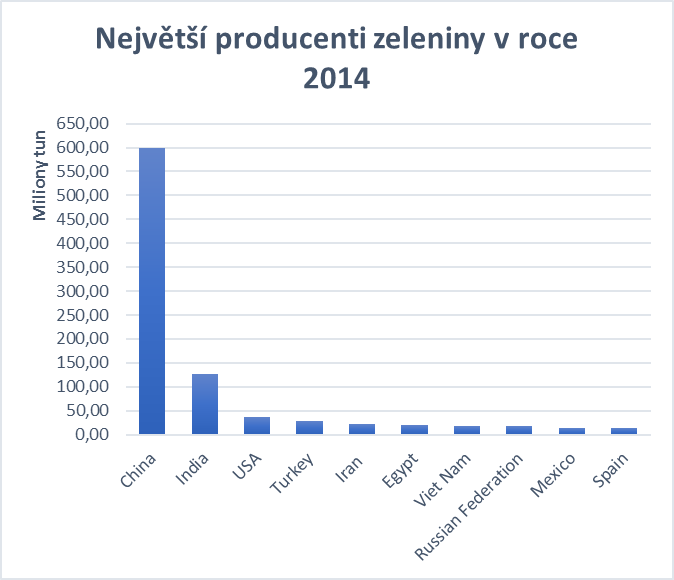 Největší producenti zeleniny v roce
2014
Miliony tun
650,00
600,00
550,00
500,00
450,00
400,00
350,00
300,00
250,00
200,00
150,00
100,00
50,00
0,00
China
India
USA
Turkey
Iran
Egypt
Viet Nam
Russian Federation
Mexico
Spain